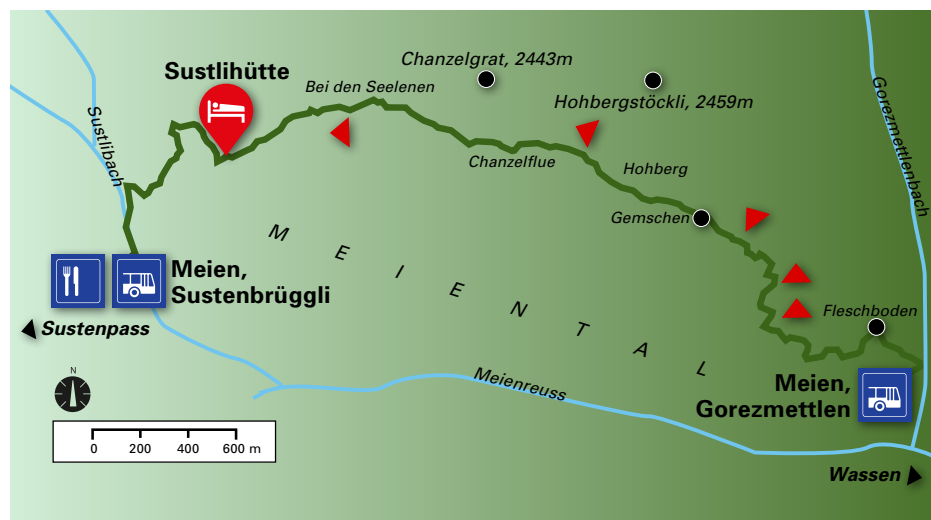 Chanzelgrat, 2443m
Sustlihütte
Bei den Seelenen
Hohbergstöckli, 2459m
Gorezmettlenbach
Sustlibach
Chanzelflue
Hohberg
Gemschen
MEIENTAL
Meien,
Sustenbrüggli
Sustenpass
Fleschboden
N
Meienreuss
Meien,
Gorezmettlen
0 200 400 600 m
Wassen